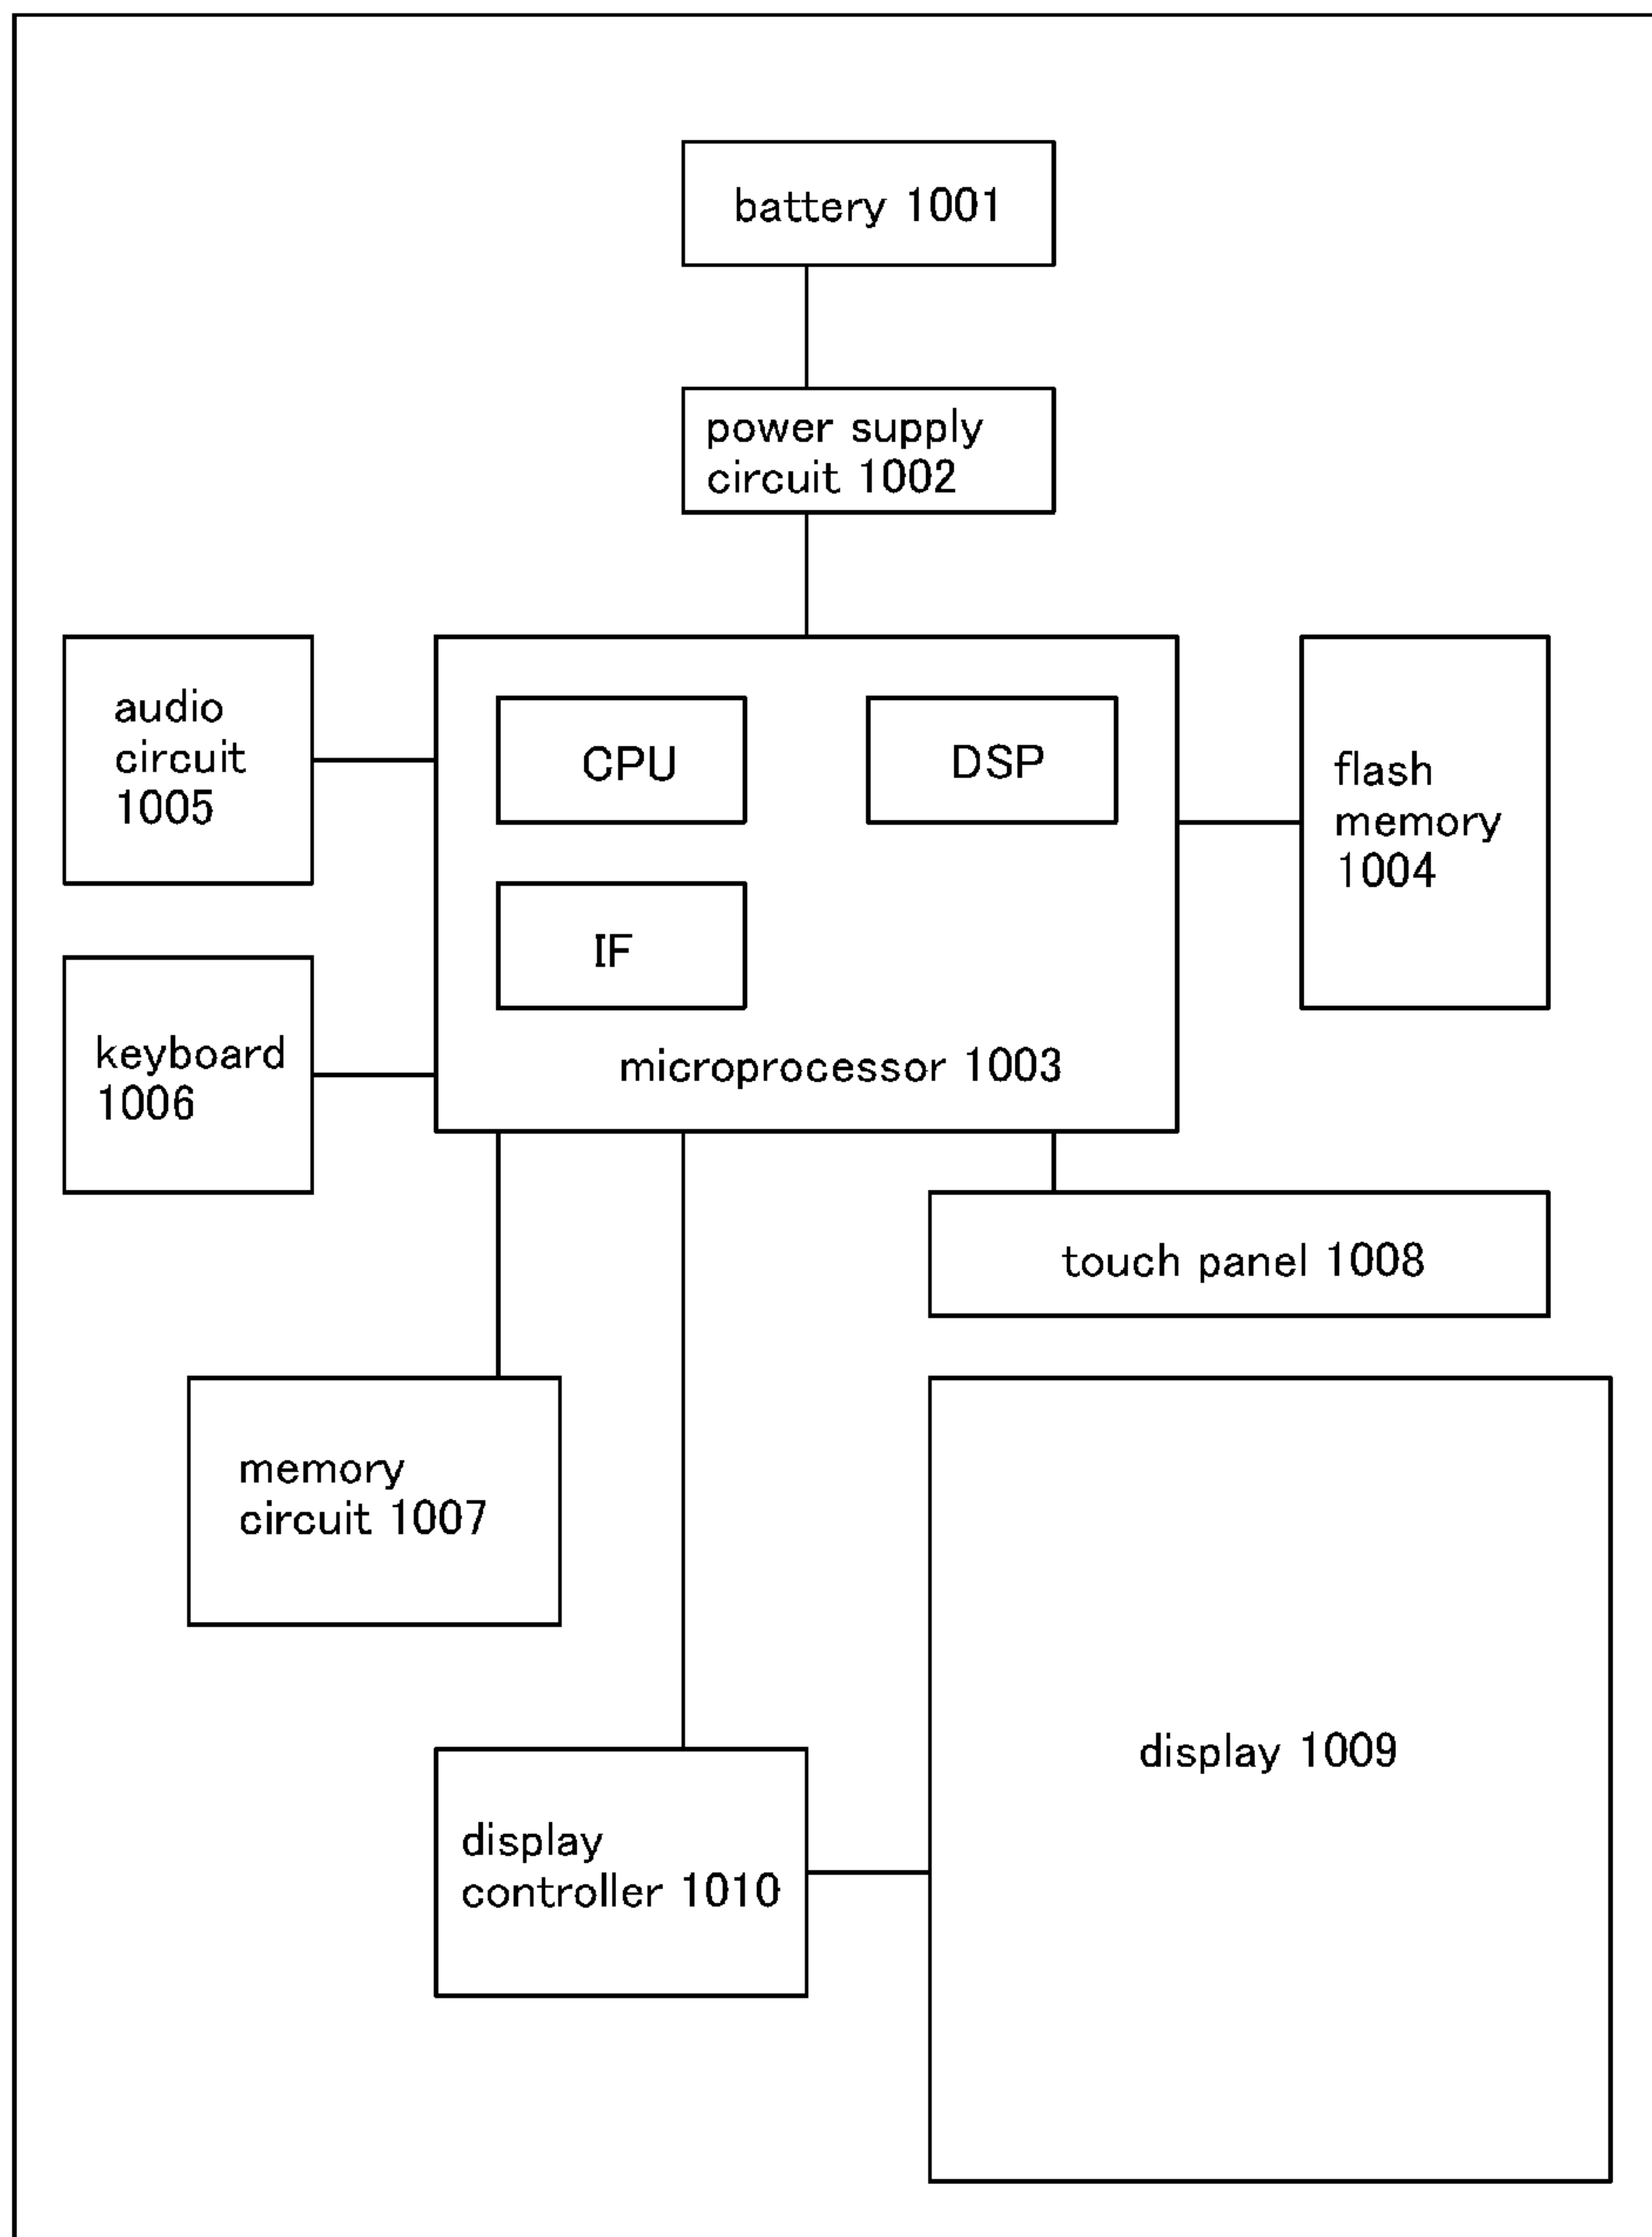 battery 1001
power supply
circuit 1002
audio
circuit
1005
CPU
DSP
flash
memory
1004
IF
keyboard
1006
microprocessor 1003
touch panel 1008
memory
circuit 1007
display 1009
display
controller 1010